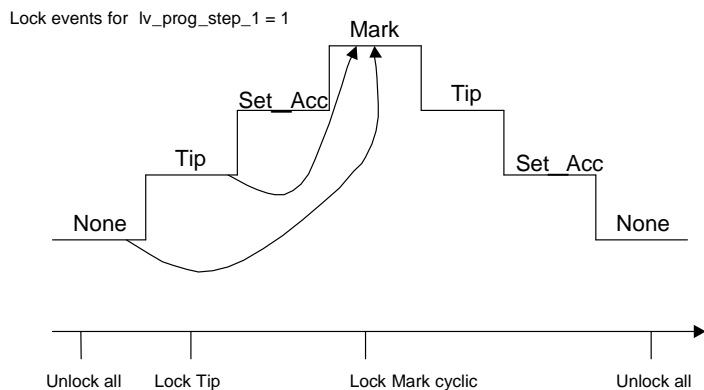 Lock events for lv_prog_step_1 = 1
Mark
Set_Acc
Tip
Tip
Set_Acc
None
None
Unlock all
Lock Tip
Lock Mark cyclic
Unlock all